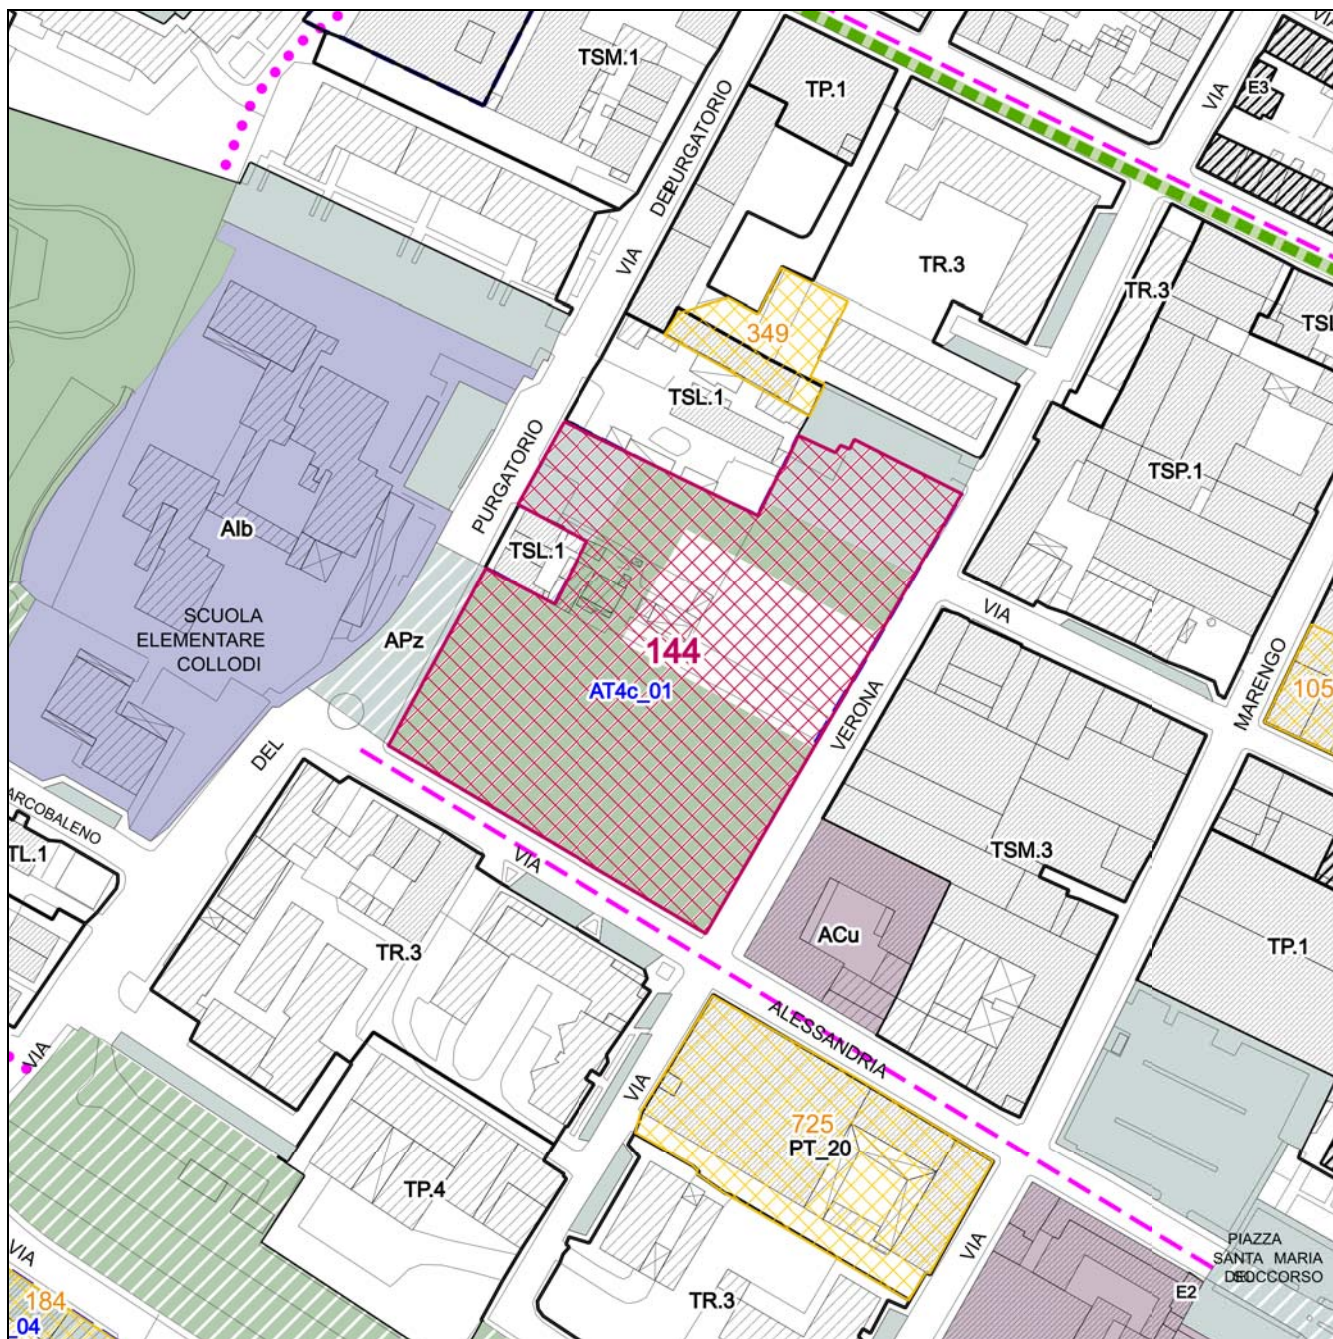 TSM.1
TP.1
VIA
VIA
E3
PURGATORIO
DEL
VIA
TR.3
TR.3
349
TSL.1
PURGATORIO
TSP.1
AIb
TSL.1
SCUOLA
ELEMENTARE
COLLODI
APz
144
AT4c_01
VIA
MARENGO
105
VERONA
DEL
ARCOBALENO
TL.1
VIA
TSM.3
ACu
TR.3
TP.1
ALESSANDRIA
VIA
VIA
725
PT_20
TP.4
VIA
VIA
PIAZZA
SANTA MARIA
DEL SOCCORSO
E2
TR.3
184
_04